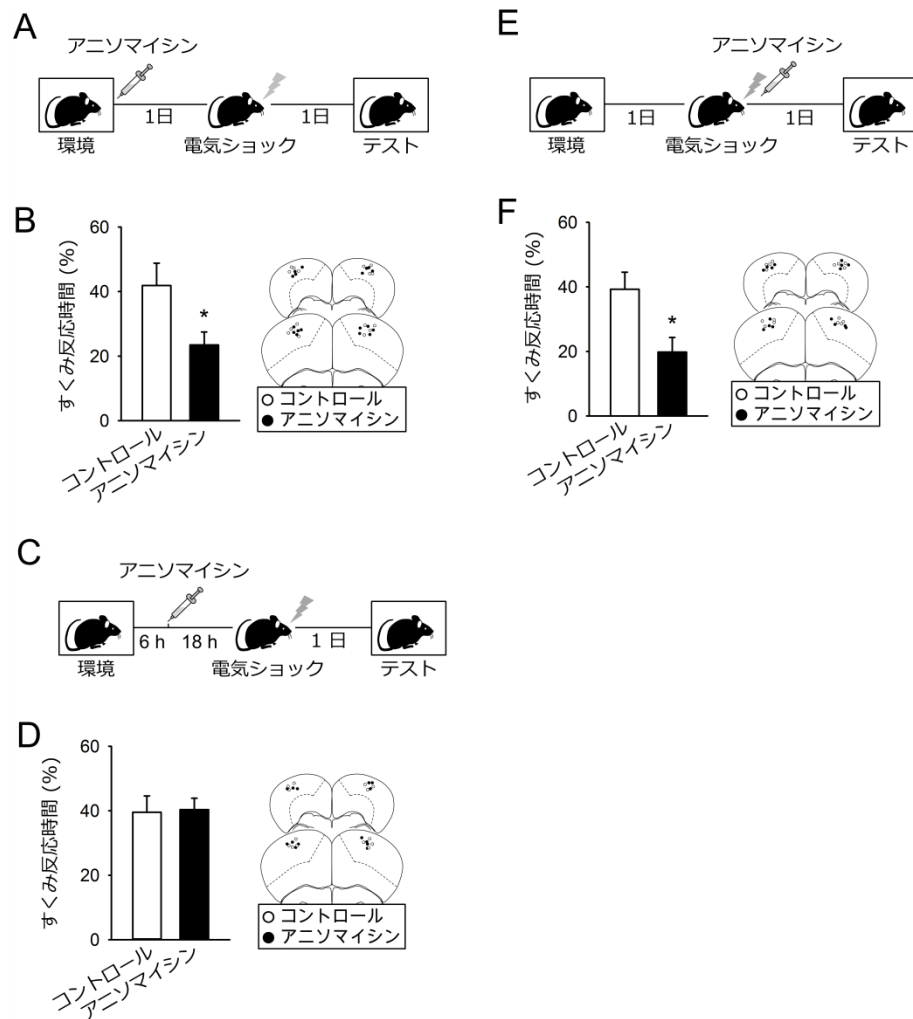 A
アニソマイシン
1日
1日
環境
電気ショック
テスト
B
すくみ反応時間 (%)
60
40
20
0
*
コントロール
アニソマイシン
コントロール
アニソマイシン
C
アニソマイシン
6 h
18 h
1 日
環境
電気ショック
テスト
D
すくみ反応時間 (%)
60
40
20
0
コントロール
アニソマイシン
コントロール
アニソマイシン
E
アニソマイシン
1日
1日
環境
電気ショック
テスト
F
すくみ反応時間 (%)
60
40
20
0
*
コントロール
アニソマイシン
コントロール
アニソマイシン